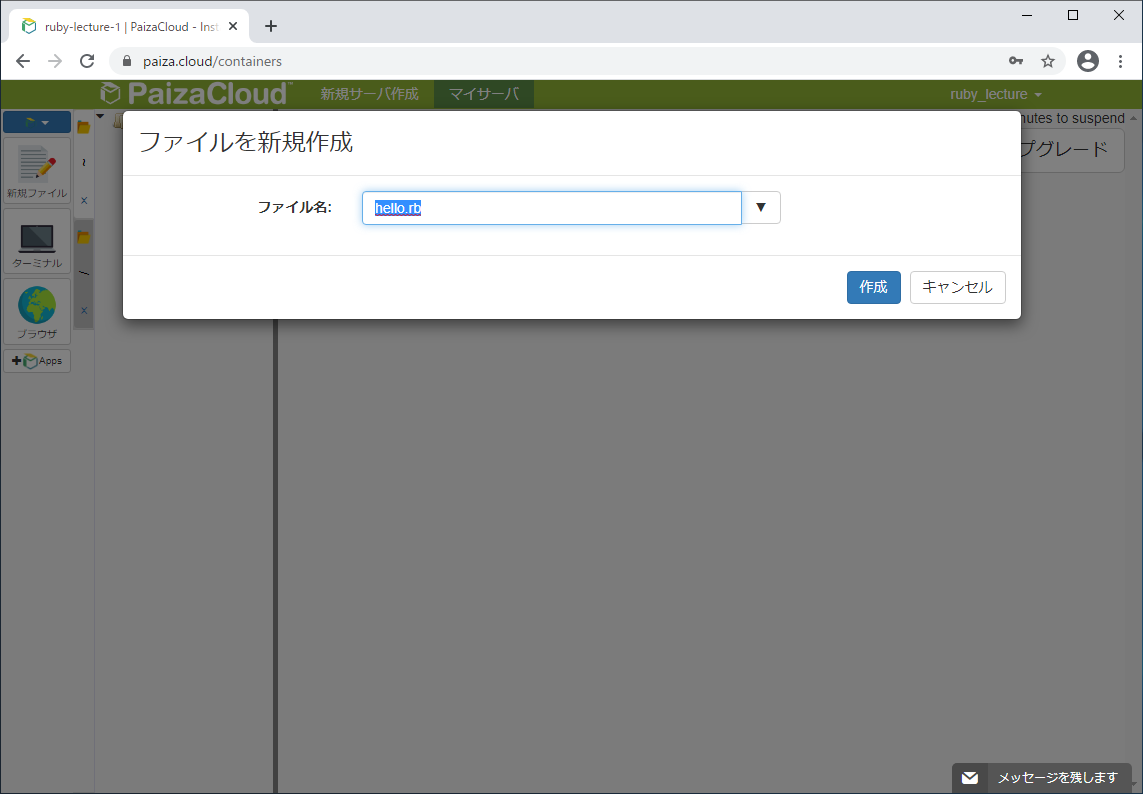 ruby-lecture-1 | PaizaCloud - Inst
paiza.cloud/containers
PaizaCloud 新規サーバ作成 マイサーバ ruby_lecture
nutes to suspend
プグレード
ファイルを新規作成
ファイル名: hello.rb
作成 キャンセル
~
新規ファイル
x
ターミナル
/
x
ブラウザ
Apps
メッセージを残します